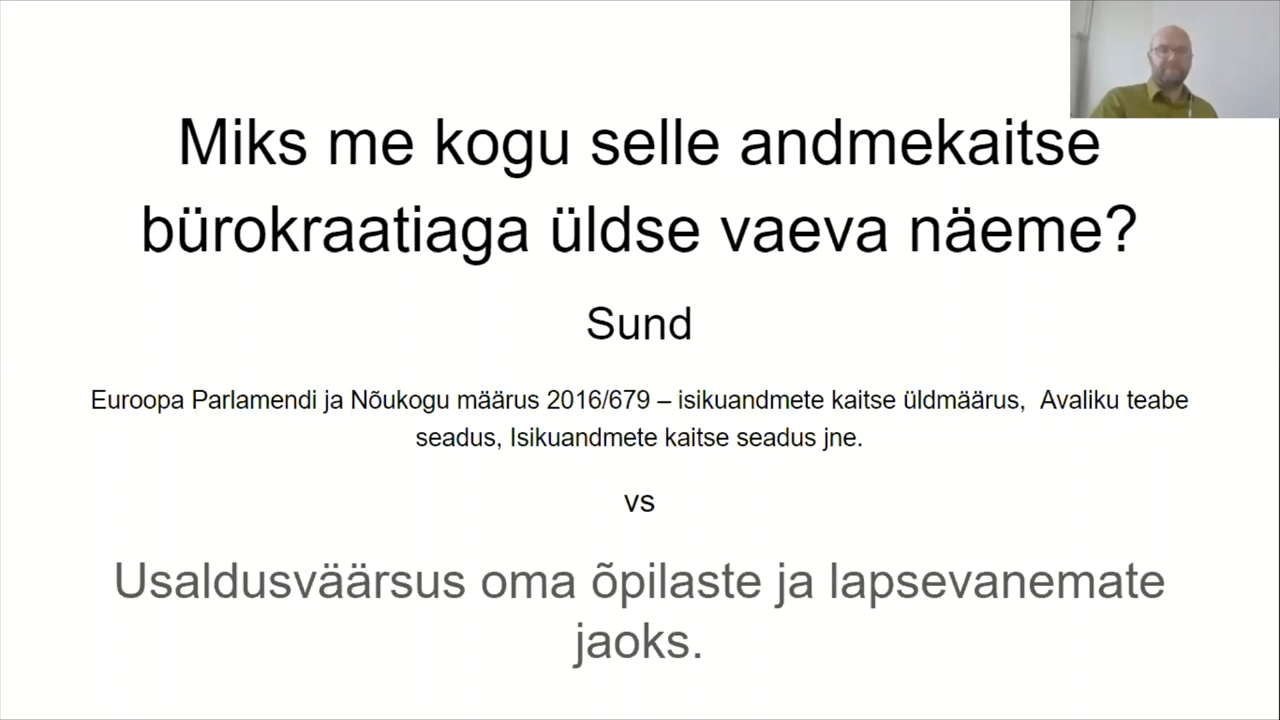 Miks me kogu selle andmekaitse
bürokraatiaga üldse vaeva näeme?
Sund
Euroopa Parlamendi ja Nõukogu määrus 2016/679 – isikuandmete kaitse üldmäärus,  Avaliku teabe
seadus, Isikuandmete kaitse seadus jne.
vs
Usaldusväärsus oma õpilaste ja lapsevanemate
jaoks.